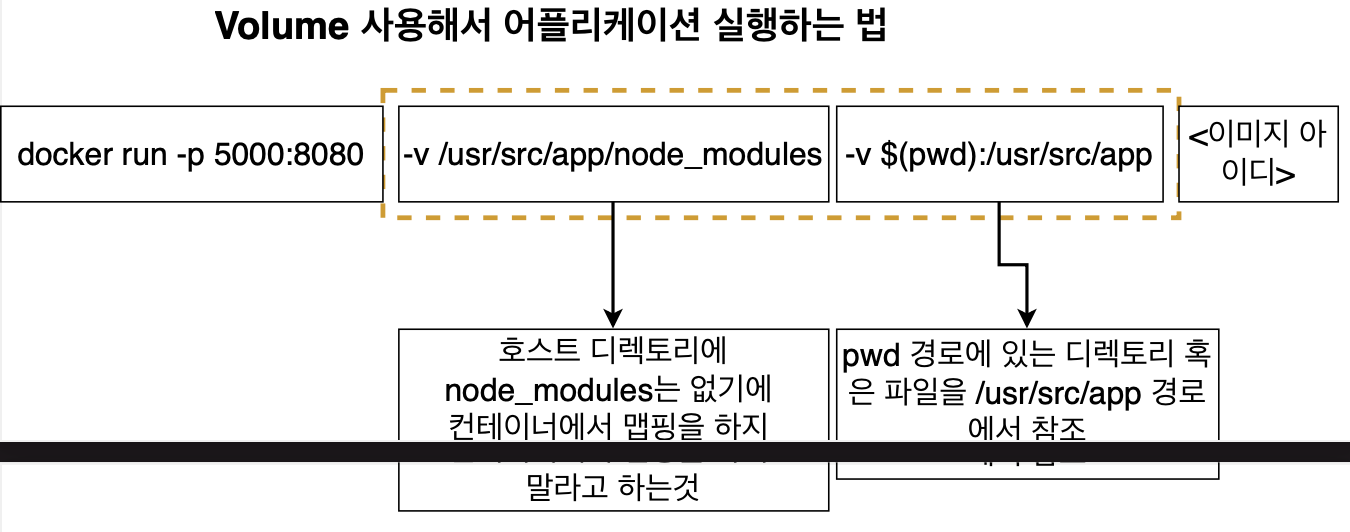 Volume 사용해서 어플리케이션 실행하는 법
docker run -p 5000:8080
-v /usr/src/app/node_modules
-v $(pwd):/usr/src/app
<이미지 아
이디>
호스트 디렉토리에
node_modules는 없기에
컨테이너에서 맵핑을 하지
말라고 하는것
pwd 경로에 있는 디렉토리 혹
은 파일을 /usr/src/app 경로
에서 참조